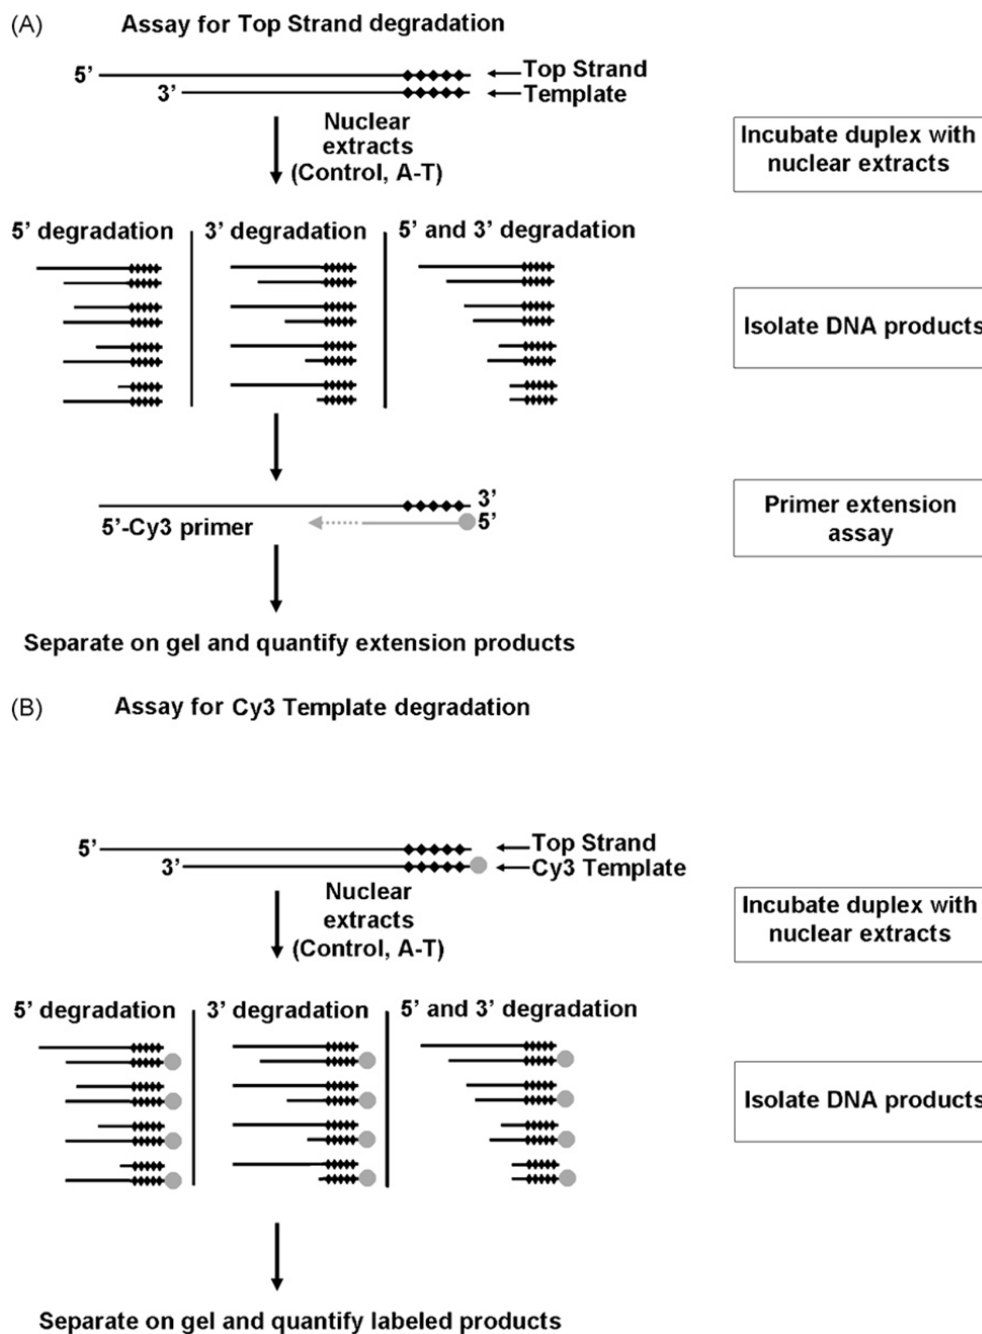 (A) Assay for Top Strand degradation
5’ Top Strand
3’ Template
Nuclear
extracts
(Control, A-T)
Incubate duplex with
nuclear extracts
5’ degradation 3’ degradation 5’ and 3’ degradation
Isolate DNA products
3’
5’-Cy3 primer 5’
Primer extension
assay
Separate on gel and quantify extension products
(B) Assay for Cy3 Template degradation
5’ Top Strand
3’ Cy3 Template
Nuclear
extracts
(Control, A-T)
Incubate duplex with
nuclear extracts
5’ degradation 3’ degradation 5’ and 3’ degradation
Isolate DNA products
Separate on gel and quantify labeled products